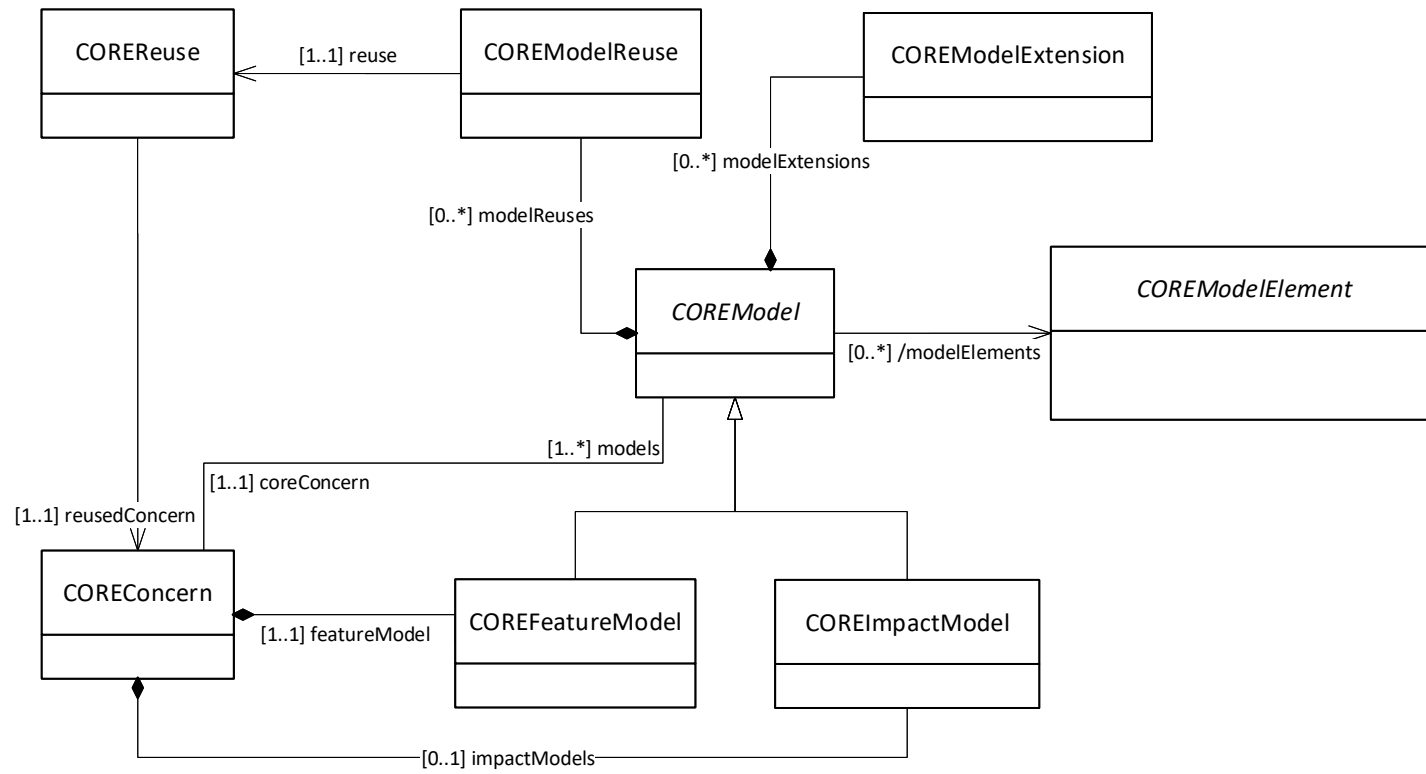 COREReuse
[1..1] reuse
COREModelReuse
COREModelExtension
[0..*] modelExtensions
[0..*] modelReuses
COREModel
COREModelElement
[0..*] /modelElements
[1..*] models
[1..1] coreConcern
[1..1] reusedConcern
COREConcern
[1..1] featureModel
COREFeatureModel
COREImpactModel
[0..1] impactModels